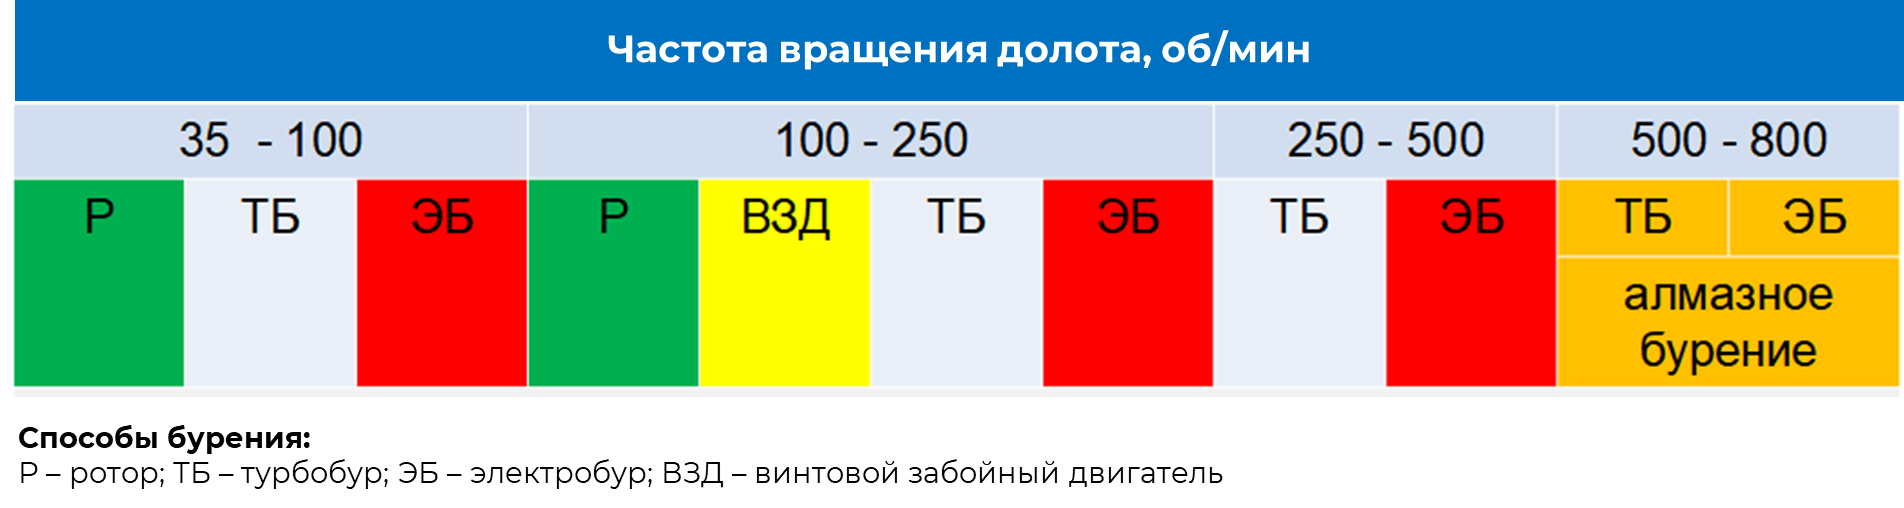 Частота вращения долота, об/мин
35 - 100 100 - 250 250 - 500 500 - 800
Р ТБ ЭБ Р ВЗД ТБ ЭБ ТБ ЭБ ТБ ЭБ
алмазное
бурение
Способы бурения:
Р – ротор; ТБ – турбобур; ЭБ – электробур; ВЗД – винтовой забойный двигатель